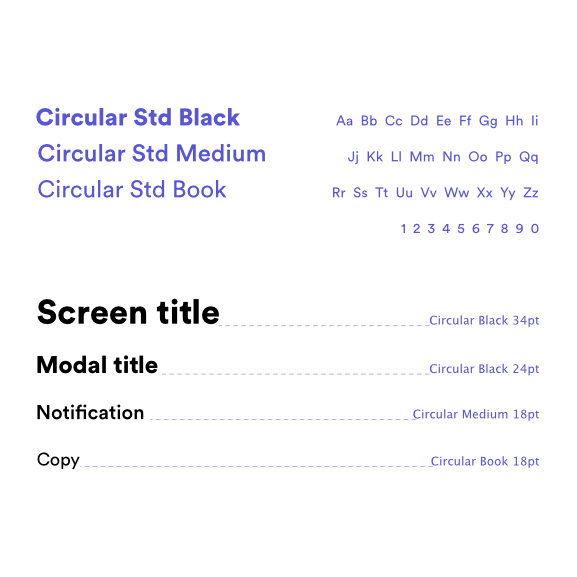 Circular Std Black
Circular Std Medium
Circular Std Book
Aa Bb Cc Dd Ee Ff Gg Hh Ii
Jj Kk Ll Mm Nn Oo Pp Qq
Rr Ss Tt Uu Vv Ww Xx Yy Zz
1 2 3 4 5 6 7 8 9 0
Screen title Circular Black 34pt
Modal title Circular Black 24pt
Notification Circular Medium 18pt
Copy Circular Book 18pt